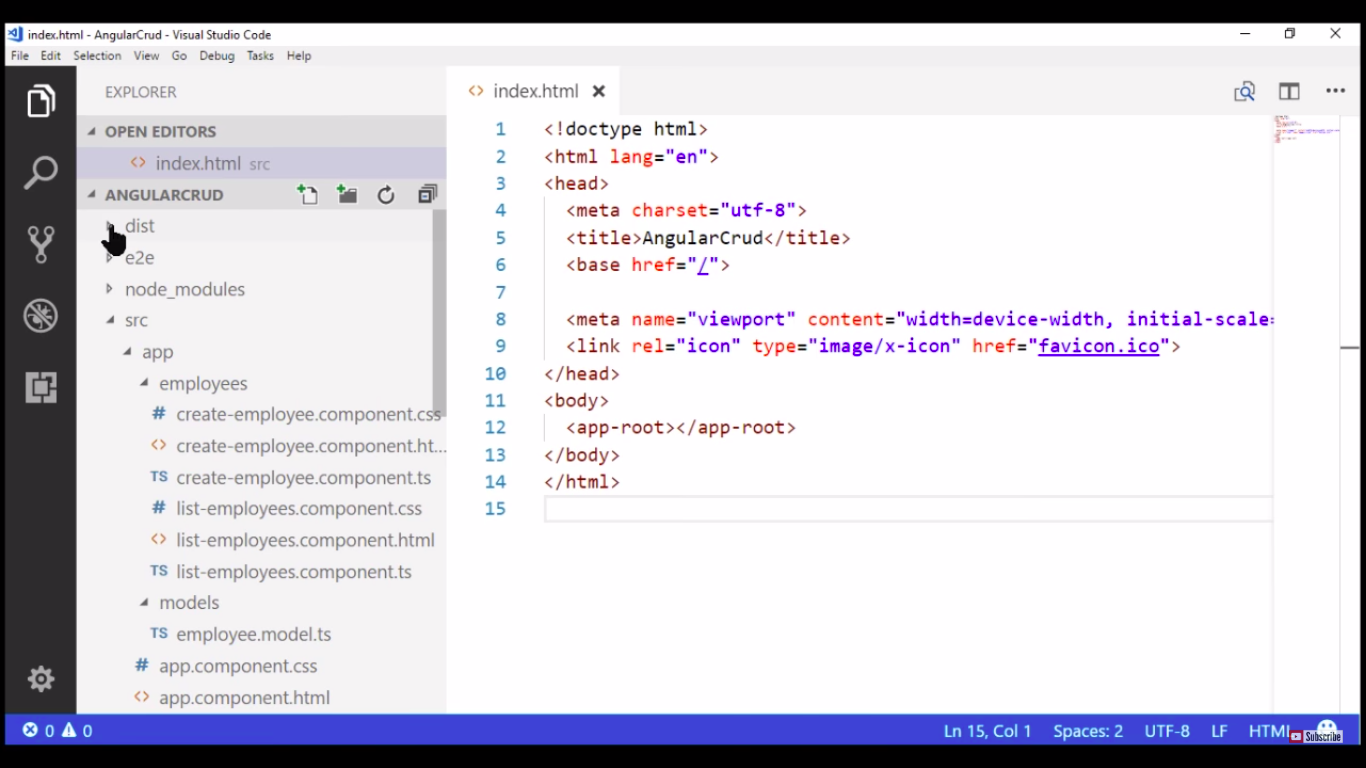 index.html - AngularCrud - Visual Studio Code
File Edit Selection View Go Debug Tasks Help
EXPLORER
OPEN EDITORS
index.html src
ANGULARCRUD
dist
e2e
node_modules
src
app
employees
# create-employee.component.css
<> create-employee.component.ht...
TS create-employee.component.ts
# list-employees.component.css
<> list-employees.component.html
TS list-employees.component.ts
models
TS employee.model.ts
# app.component.css
<> app.component.html
<> index.html
1 <!doctype html>
2 <html lang="en">
3 <head>
4 <meta charset="utf-8">
5 <title>AngularCrud</title>
6 <base href="/">
7
8 <meta name="viewport" content="width=device-width, initial-scale=
9 <link rel="icon" type="image/x-icon" href="favicon.ico">
10 </head>
11 <body>
12 <app-root></app-root>
13 </body>
14 </html>
15
0 0
Ln 15, Col 1 Spaces: 2 UTF-8 LF HTML
Subscribe